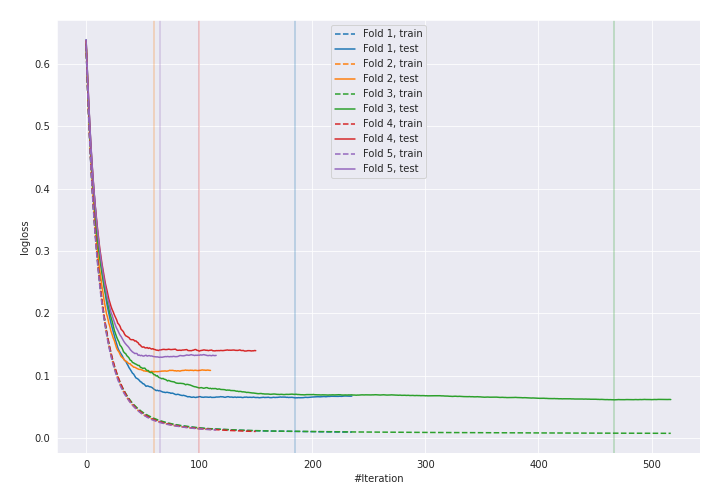 Fold 1, train
Fold 1, test
Fold 2, train
Fold 2, test
Fold 3, train
Fold 3, test
Fold 4, train
Fold 4, test
Fold 5, train
Fold 5, test
0.6
0.5
0.4
0.3
0.2
0.1
0.0
logloss
0 100 200 300 400 500
#Iteration